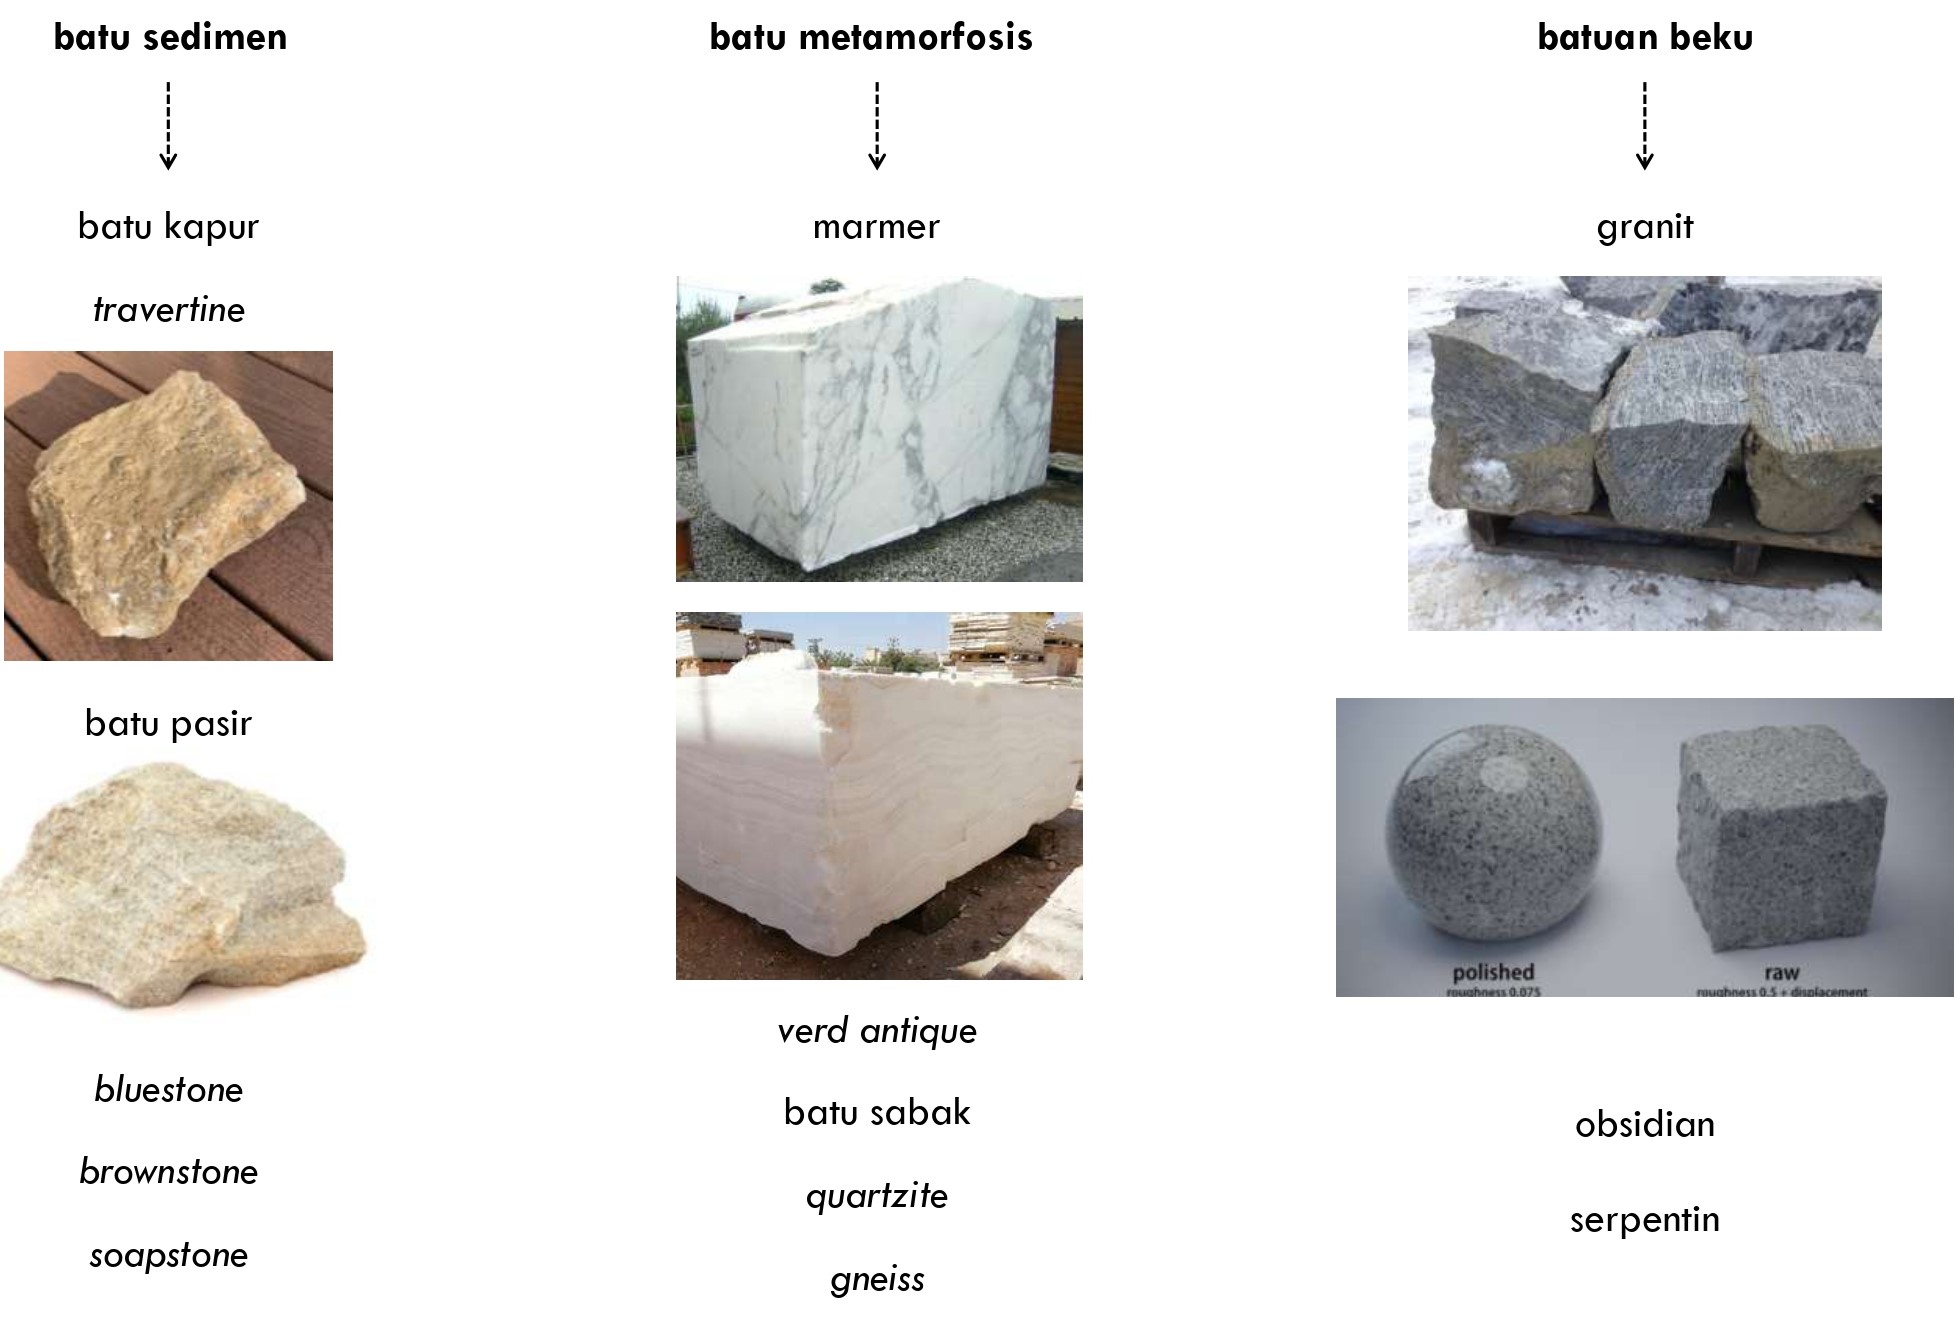 batu sedimen
batu kapur
travertine
batu pasir
bluestone
brownstone
soapstone
batu metamorfosis
marmer
verd antique
batu sabak
quartzite
gneiss
batuan beku
granit
polished
roughness 0.075
raw
roughness 0.5 + displacement
obsidian
serpentin